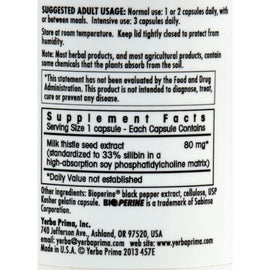 SUGGESTED ADULT USAGE: Normal use: 1 or 2 capsules daily, with
or between meals. Intensive use: 3 capsules daily.
Store at room temperature. Keep lid tightly closed to protect from
humidity.
Note: Most herbal products, and most agricultural products, contain
some chemicals that the plants absorb from the soil.
*This statement has not been evaluated by the Food and Drug
Administration. This product is not intended to diagnose, treat,
cure or prevent any disease.
Supplement Facts
Serving Size 1 capsule - Each Capsule Contains
Milk thistle seed extract 80 mg*
(standardized to 33% silibin in a
high-absorption soy phosphatidylcholine matrix)
*Daily Value not established
Other ingredients: Bioperine® black pepper extract, cellulose, USP
Kosher gelatin capsule. BIOPERINE® is a trademark of Sabinsa
Corporation.
Yerba Prima, Inc.
740 Jefferson Ave., Ashland, OR 97520, USA
email: yerba@yerbaprima.com www.yerbaprima.com
Made in U.S.A. © Yerba Prima 2013 457E